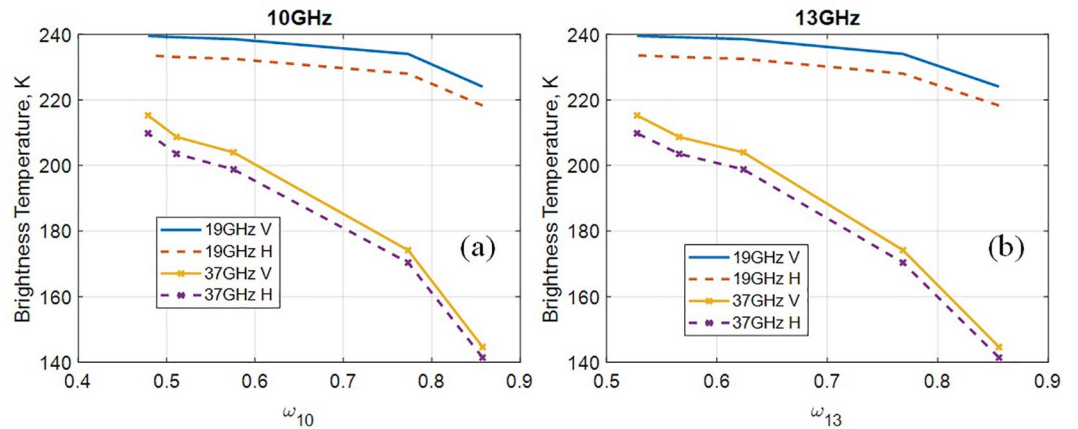 10GHz
Brightness Temperature, K
240
220
200
180
160
140
19GHz V
19GHz H
37GHz V
37GHz H
(a)
0.4 0.5 0.6 0.7 0.8 0.9
ω10
13GHz
Brightness Temperature, K
240
220
200
180
160
140
19GHz V
19GHz H
37GHz V
37GHz H
(b)
0.5 0.6 0.7 0.8 0.9
ω13